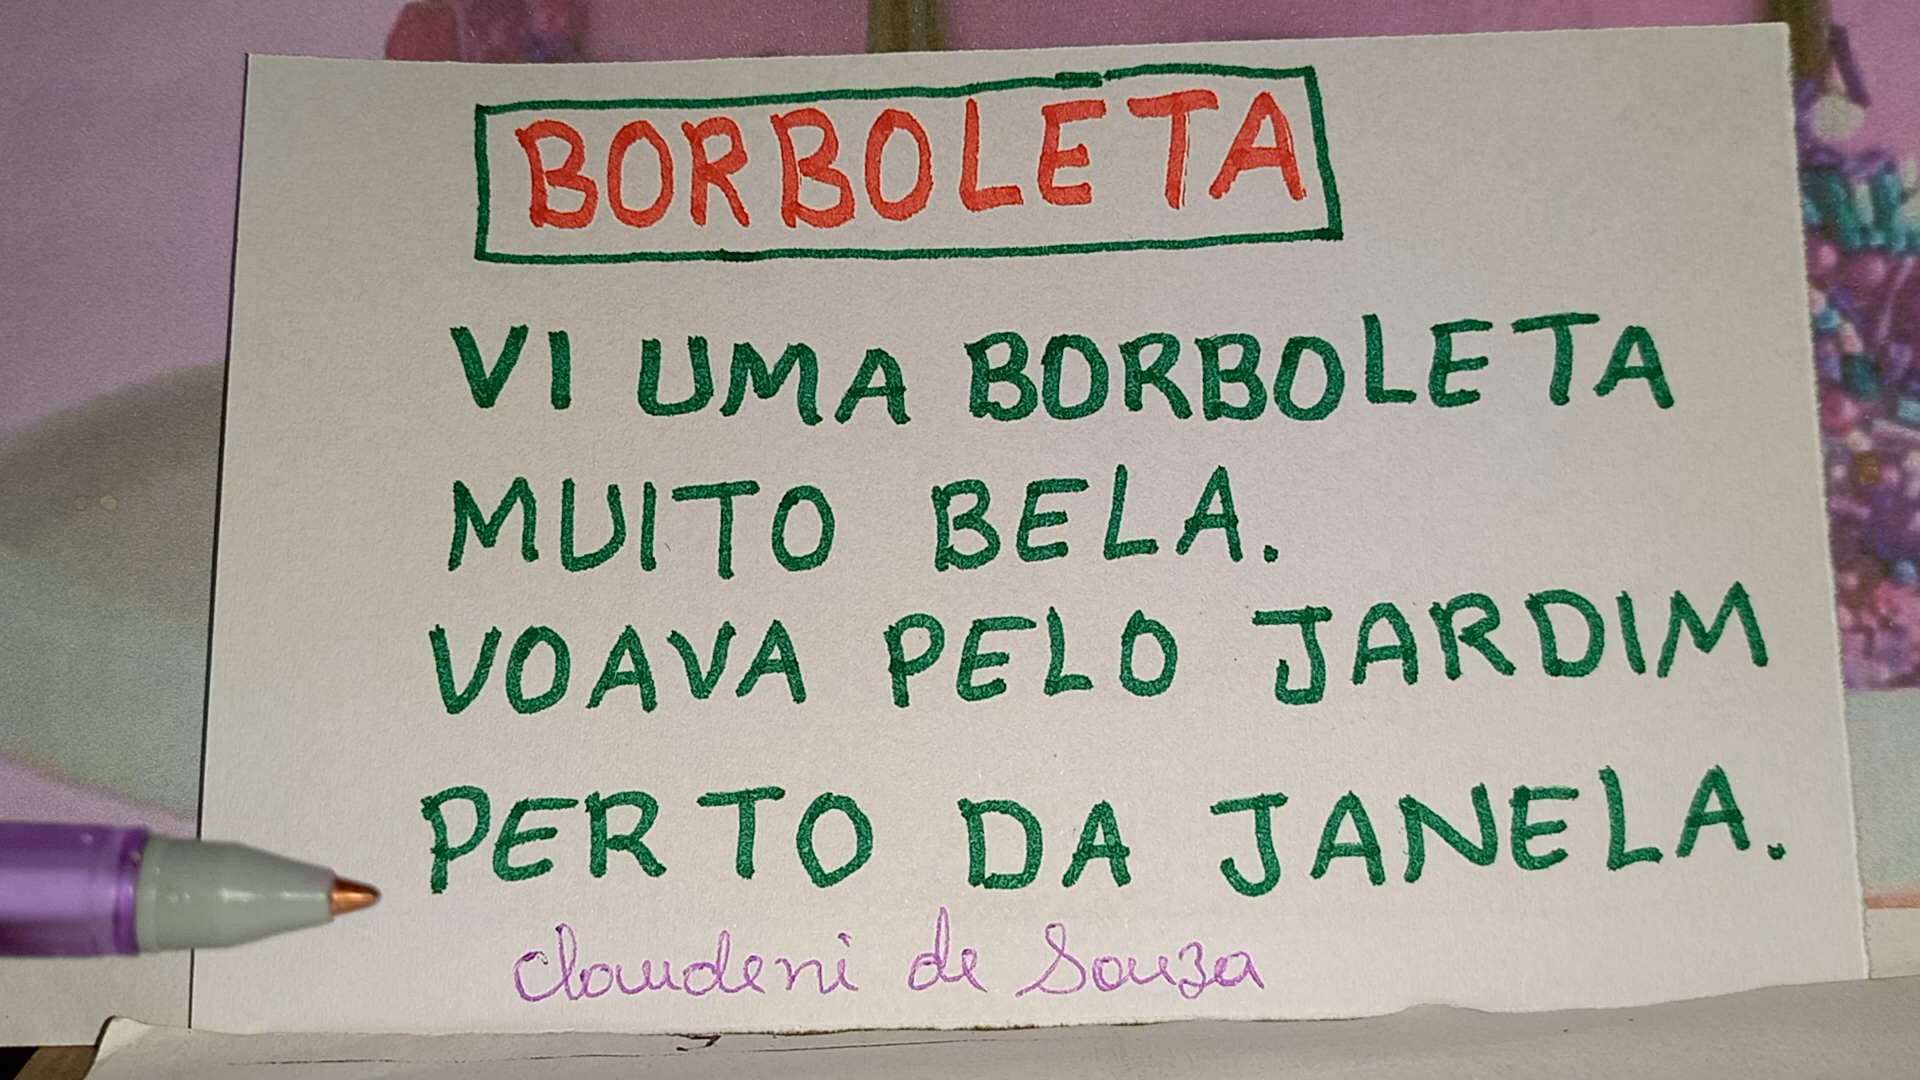 BORBOLETA
VI UMA BORBOLETA
MUITO BELA.
VOAVA PELO JARDIM
PERTO DA JANELA.
Claudeni de Souza